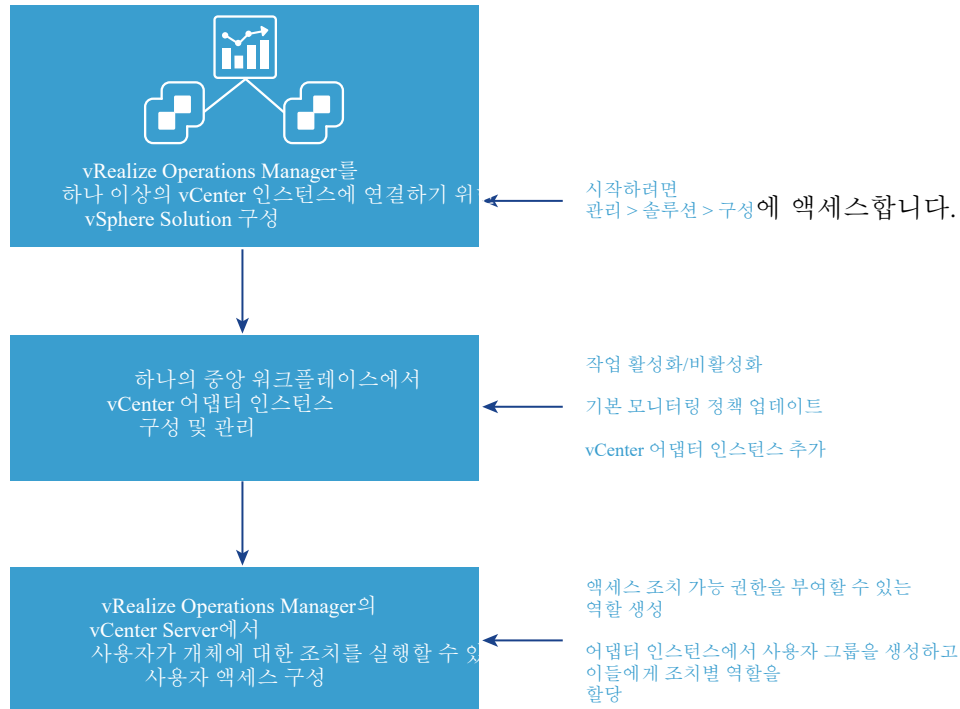 vRealize Operations Manager를
하나 이상의 vCenter 인스턴스에 연결하기 위
vSphere Solution 구성
시작하려면
관리 > 솔루션 > 구성에 액세스합니다.
하나의 중앙 워크플레이스에서
vCenter 어댑터 인스턴스
구성 및 관리
작업 활성화/비활성화
기본 모니터링 정책 업데이트
vCenter 어댑터 인스턴스 추가
vRealize Operations Manager의
vCenter Server에서
사용자가 개체에 대한 조치를 실행할 수 있
사용자 액세스 구성
액세스 조치 가능 권한을 부여할 수 있는
역할 생성
어댑터 인스턴스에서 사용자 그룹을 생성하고
이들에게 조치별 역할을
할당